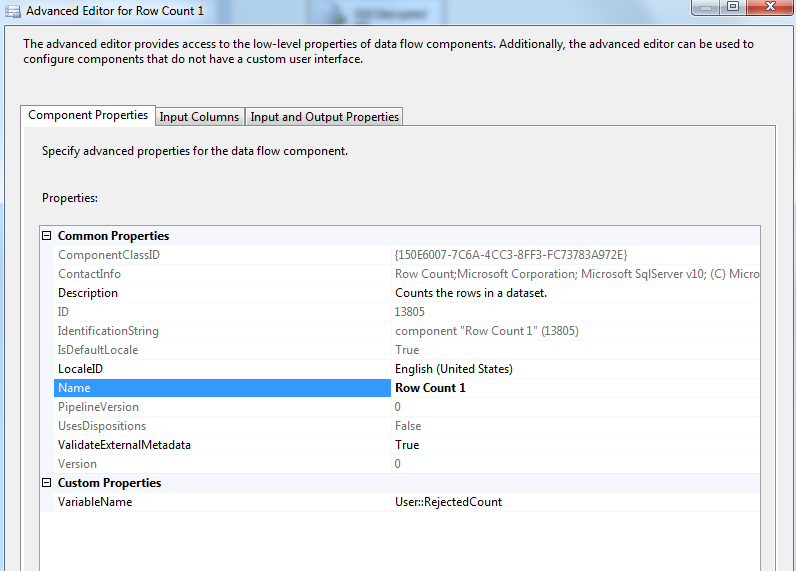 Advanced Editor for Row Count 1
The advanced editor provides access to the low-level properties of data flow components. Additionally, the advanced editor can be used to
configure components that do not have a custom user interface.
Component Properties Input Columns Input and Output Properties
Specify advanced properties for the data flow component.
Properties:
Common Properties
ComponentClassID {150E6007-7C6A-4CC3-8FF3-FC73783A972E}
ContactInfo Row Count;Microsoft Corporation; Microsoft SqlServer v10; (C) Micro
Description Counts the rows in a dataset.
ID 13805
IdentificationString component "Row Count 1" (13805)
IsDefaultLocale True
LocaleID English (United States)
Name Row Count 1
PipelineVersion 0
UsesDispositions False
ValidateExternalMetadata True
Version 0
Custom Properties
VariableName User::RejectedCount